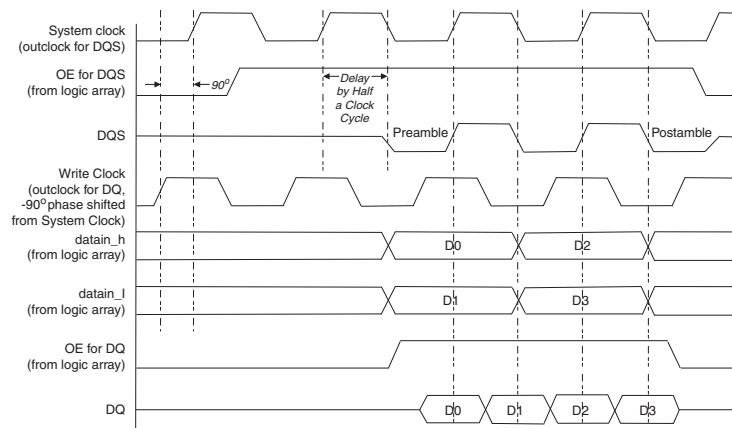 System clock
(outclock for DQS)
OE for DQS
(from logic array)
90°
Delay
by Half
a Clock
Cycle
DQS
Preamble
Postamble
Write Clock
(outclock for DQ,
-90° phase shifted
from System Clock)
datain_h
(from logic array)
D0
D2
datain_l
(from logic array)
D1
D3
OE for DQ
(from logic array)
DQ
D0
D1
D2
D3